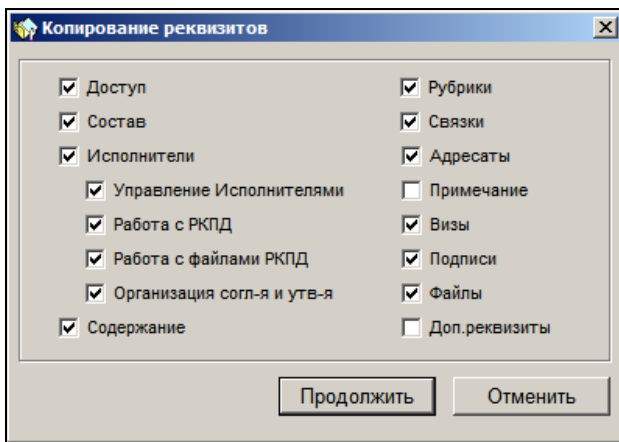 Копирование реквизитов
Доступ
Состав
Исполнители
Управление Исполнителями
Работа с РКПД
Работа с файлами РКПД
Организация согл-я и утв-я
Содержание
Рубрики
Связки
Адресаты
Примечание
Визы
Подписи
Файлы
Доп.реквизиты
Продолжить
Отменить